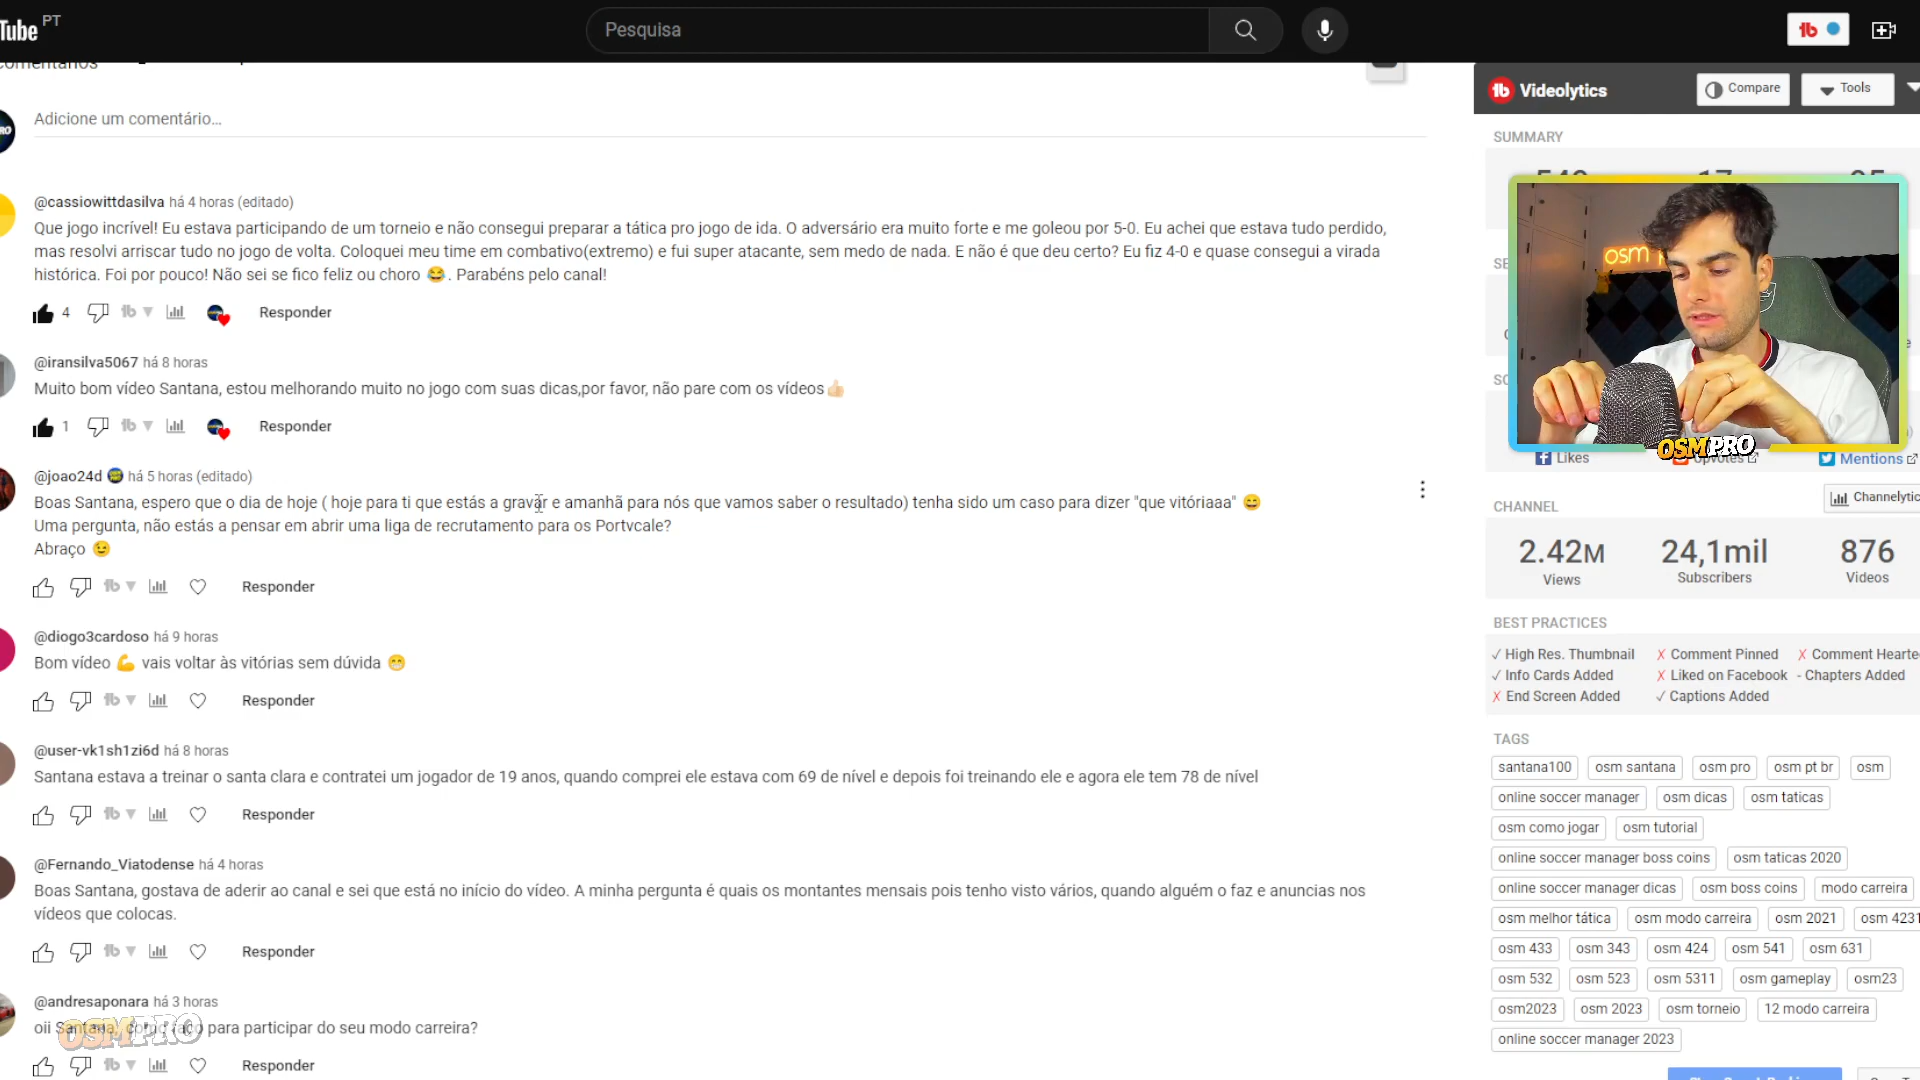 Tube PT
Pesquisa
Adicione um comentário...
@cassiowittdasilva há 4 horas (editado)
Que jogo incrível! Eu estava participando de um torneio e não consegui preparar a tática pro jogo de ida. O adversário era muito forte e me goleou por 5-0. Eu achei que estava tudo perdido,
mas resolvi arriscar tudo no jogo de volta. Coloquei meu time em combativo(extremo) e fui super atacante, sem medo de nada. E não é que deu certo? Eu fiz 4-0 e quase consegui a virada
histórica. Foi por pouco! Não sei se fico feliz ou choro 😂. Parabéns pelo canal!
4 Responder
@iransilva5067 há 8 horas
Muito bom vídeo Santana, estou melhorando muito no jogo com suas dicas,por favor, não pare com os vídeos👍🏻
1 Responder
@joao24d há 5 horas (editado)
Boas Santana, espero que o dia de hoje ( hoje para ti que estás a gravar e amanhã para nós que vamos saber o resultado) tenha sido um caso para dizer "que vitóriaaa" 😄
Uma pergunta, não estás a pensar em abrir uma liga de recrutamento para os Portvcale?
Abraço 😉
Responder
@diogo3cardoso há 9 horas
Bom vídeo 💪 vais voltar às vitórias sem dúvida 😁
Responder
@user-vk1sh1zi6d há 8 horas
Santana estava a treinar o santa clara e contratei um jogador de 19 anos, quando comprei ele estava com 69 de nível e depois foi treinando ele e agora ele tem 78 de nível
Responder
@Fernando_Viatodense há 4 horas
Boas Santana, gostava de aderir ao canal e sei que está no início do vídeo. A minha pergunta é quais os montantes mensais pois tenho visto vários, quando alguém o faz e anuncias nos
vídeos que colocas.
Responder
@andresaponara há 3 horas
oii Santana, como faço para participar do seu modo carreira?
OSMPRO
Responder
Videolytics Compare Tools
SUMMARY
osm
OSMPRO
Likes Upvotes Mentions
CHANNEL Channelytic
2.42M 24,1mil 876
Views Subscribers Videos
BEST PRACTICES
✓ High Res. Thumbnail ✗ Comment Pinned ✗ Comment Hearte
✓ Info Cards Added ✗ Liked on Facebook - Chapters Added
✗ End Screen Added ✓ Captions Added
TAGS
santana100 osm santana osm pro osm pt br osm
online soccer manager osm dicas osm taticas
osm como jogar osm tutorial
online soccer manager boss coins osm taticas 2020
online soccer manager dicas osm boss coins modo carreira
osm melhor tática osm modo carreira osm 2021 osm 4231
osm 433 osm 343 osm 424 osm 541 osm 631
osm 532 osm 523 osm 5311 osm gameplay osm23
osm2023 osm 2023 osm torneio 12 modo carreira
online soccer manager 2023